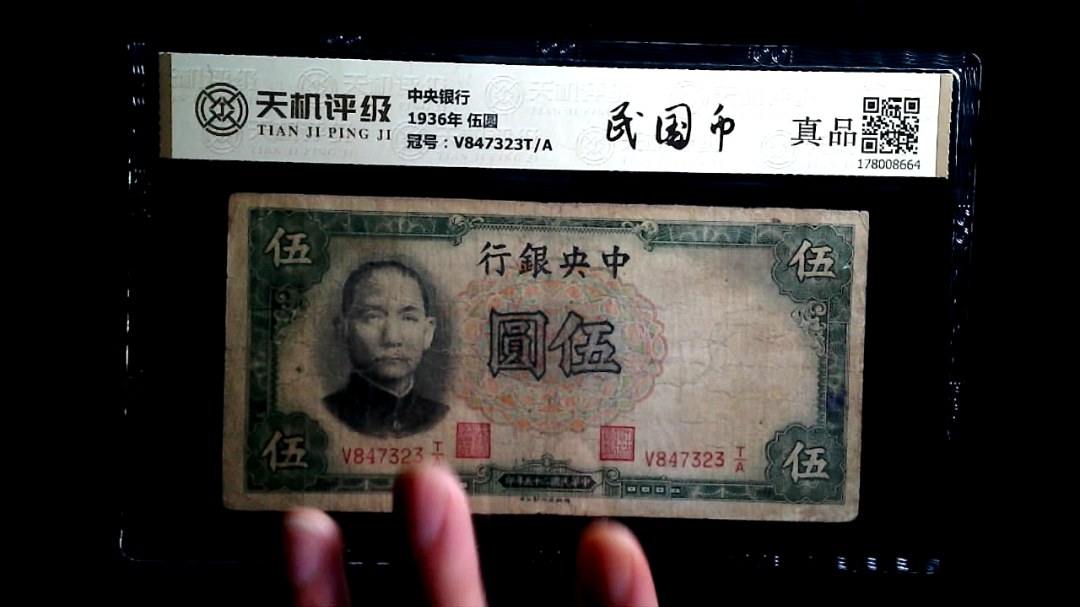 天机评级
TIAN JI PING JI
中央银行
1936年 伍圆
冠号：V847323T/A
民国币
真品
178008664
伍
行銀央中
伍
圓伍
伍
V847323 T/A
V847323 T/A
伍